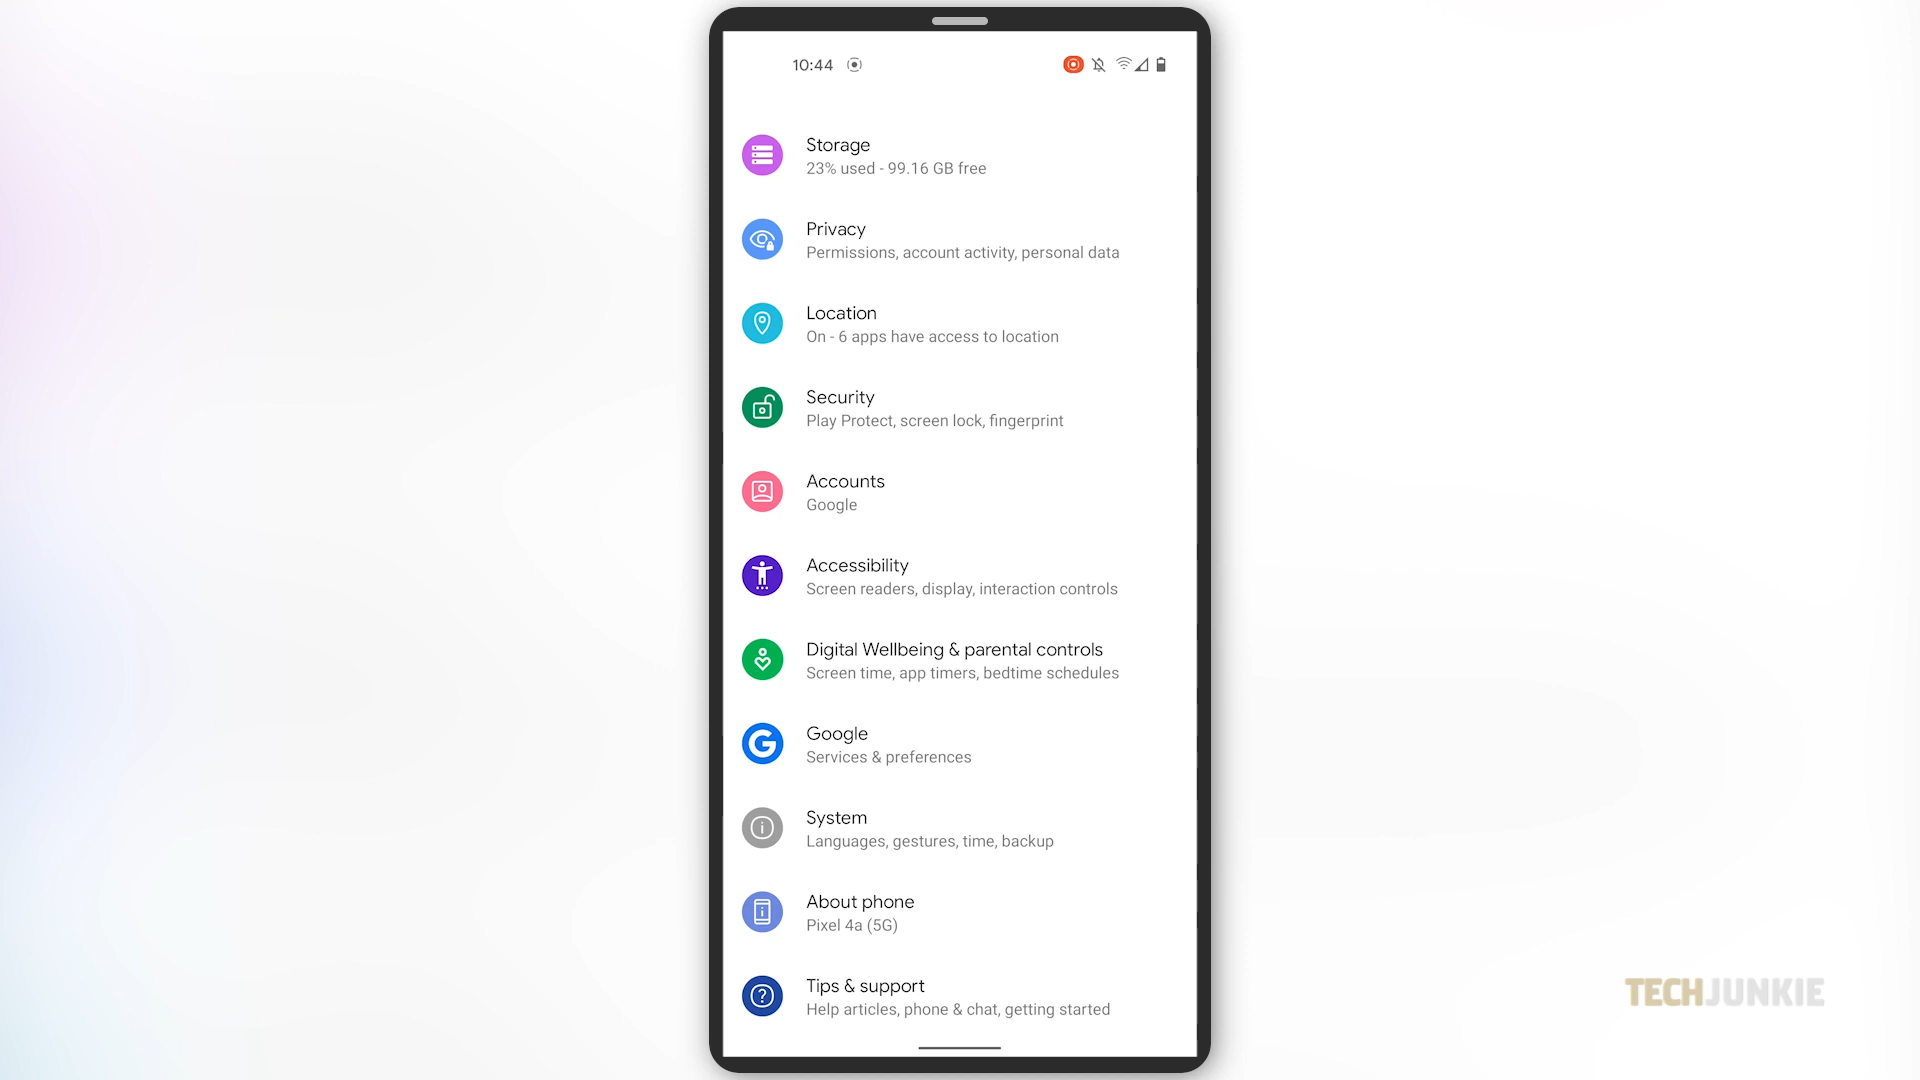 10:44
Storage
23% used - 99.16 GB free
Privacy
Permissions, account activity, personal data
Location
On - 6 apps have access to location
Security
Play Protect, screen lock, fingerprint
Accounts
Google
Accessibility
Screen readers, display, interaction controls
Digital Wellbeing & parental controls
Screen time, app timers, bedtime schedules
Google
Services & preferences
System
Languages, gestures, time, backup
About phone
Pixel 4a (5G)
Tips & support
Help articles, phone & chat, getting started
TECHJUNKIE